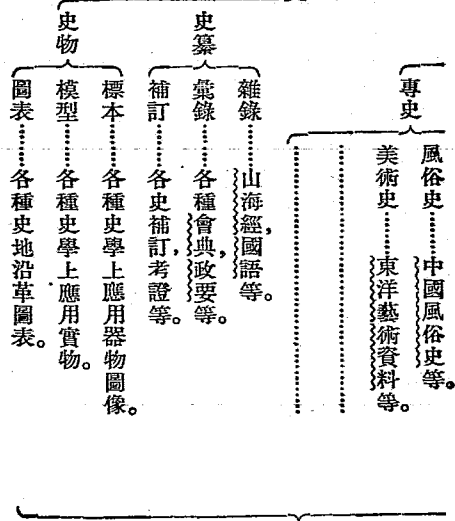 專史
風俗史……中國風俗史等。
美術史……東洋藝術資料等。
………………
………………
史纂
雜錄……山海經,國語等。
彙錄……各種會典,政要等。
補訂……各史補訂,考證等。
史物
標本……各種史學上應用器物圖像。
模型……各種史學上應用實物。
圖表……各種史地沿革圖表。